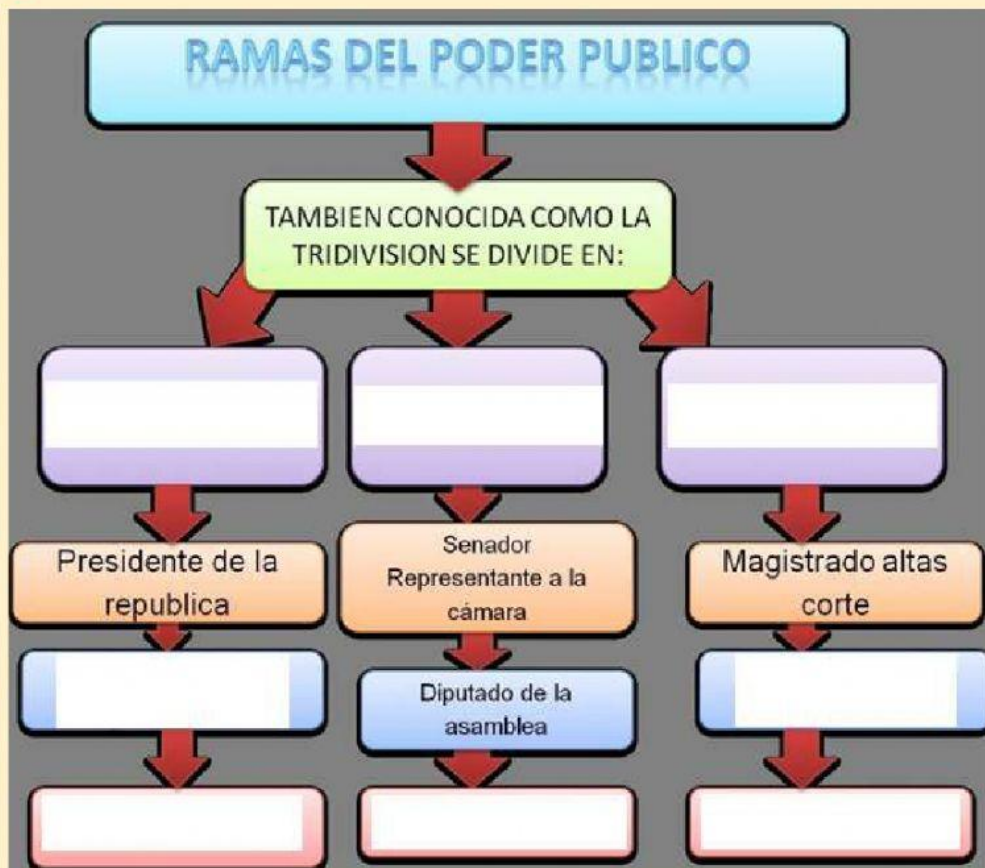 RAMAS DEL PODER PUBLICO
TAMBIEN CONOCIDA COMO LA
TRIDIVISION SE DIVIDE EN:
Presidente de la
republica
Senador
Representante a la
cámara
Magistrado altas
corte
Diputado de la
asamblea